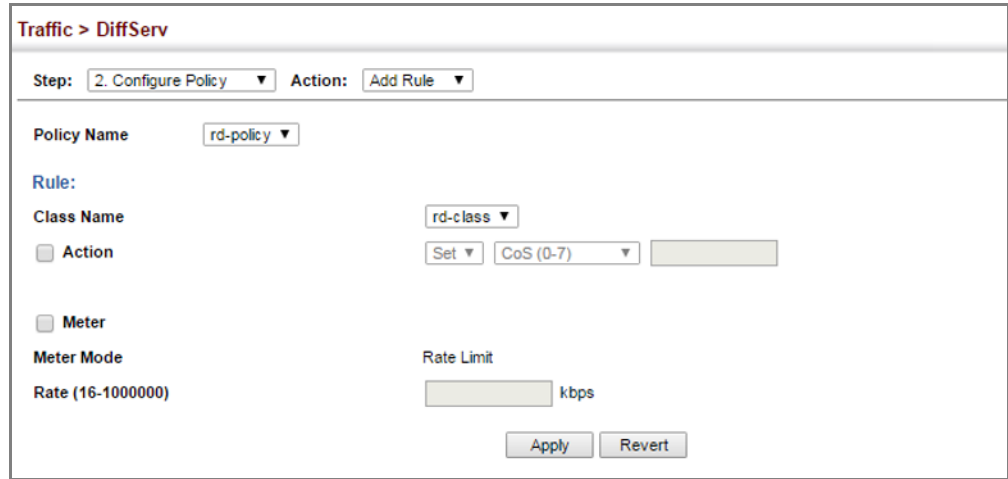 Traffic > DiffServ
Step: 2. Configure Policy Action: Add Rule
Policy Name rd-policy
Rule:
Class Name rd-class
Action Set CoS (0-7)
Meter
Meter Mode Rate Limit
Rate (16-1000000) kbps
Apply Revert